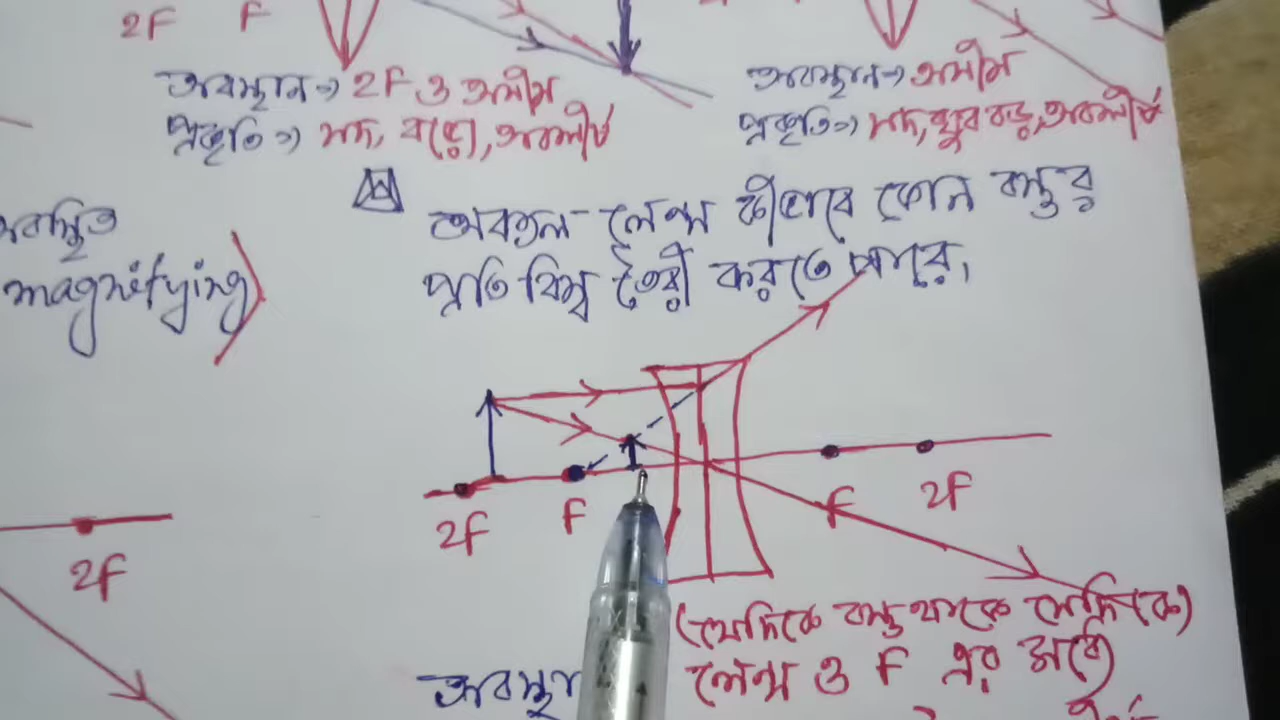 2F F
অবস্থান⇒ 2F ও অসীম
প্রকৃতি⇒ সদ, বড়ো, অবশীর্ষ
অবস্থান⇒ অসীম
প্রকৃতি⇒ সদ, খুব বড়, অবশীর্ষ
অবস্থিত
magnifying
অবতল লেন্স কীভাবে কোন বস্তুর
প্রতিবিম্ব তৈরী করতে পারে,
2F F F 2F
2F
(যেদিকে বস্তু থাকে সেদিকে)
লেন্স ও F এর মধ্যে